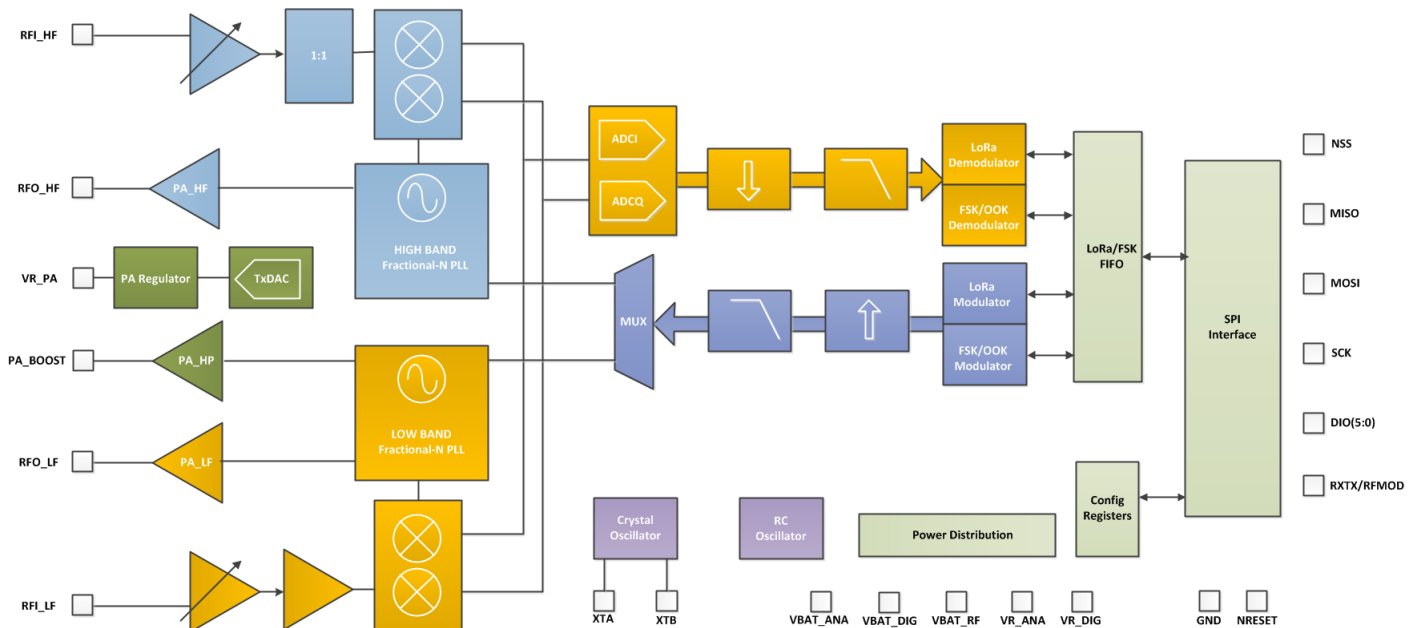 RFI_HF
1:1
RFO_HF
PA_HF
HIGH BAND
Fractional-N PLL
VR_PA
PA Regulator
TxDAC
PA_BOOST
PA_HP
LOW BAND
Fractional-N PLL
RFO_LF
PA_LF
RFI_LF
ADCI
ADCQ
MUX
LoRa
Demodulator
FSK/OOK
Demodulator
LoRa
Modulator
FSK/OOK
Modulator
LoRa/FSK
FIFO
SPI
Interface
Config
Registers
NSS
MISO
MOSI
SCK
DIO(5:0)
RXTX/RFMOD
Crystal
Oscillator
RC
Oscillator
Power Distribution
XTA
XTB
VBAT_ANA
VBAT_DIG
VBAT_RF
VR_ANA
VR_DIG
GND
NRESET